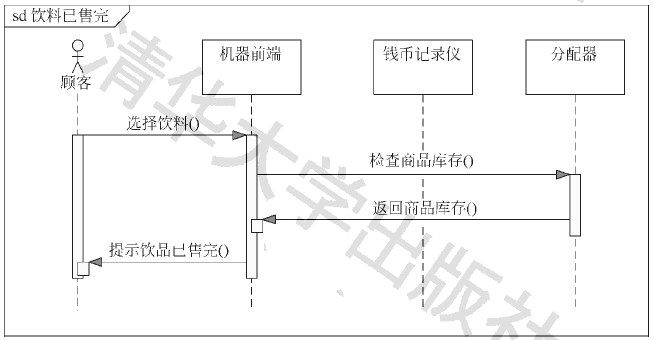 sd 饮料已售完
顾客
机器前端
钱币记录仪
分配器
选择饮料()
检查商品库存()
返回商品库存()
提示饮品已售完()
清华大学出版社